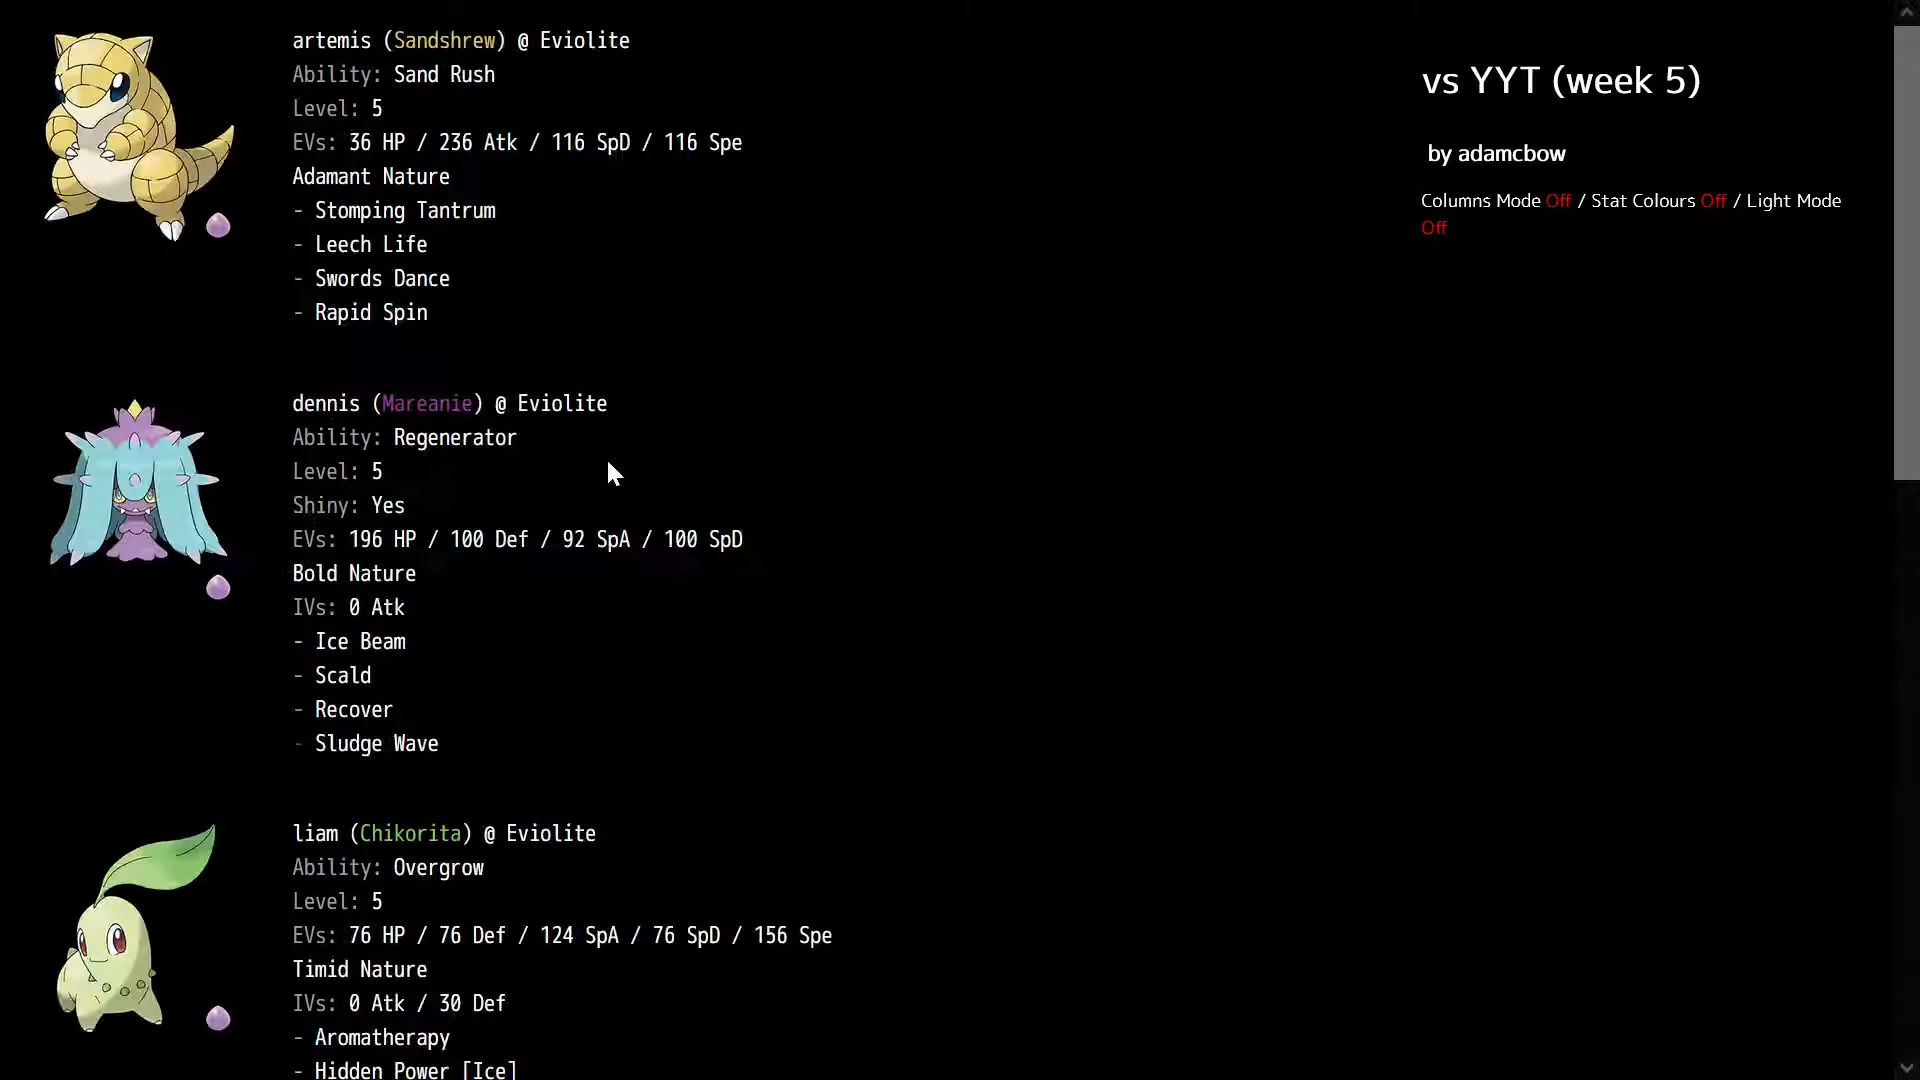 artemis (Sandshrew) @ Eviolite
Ability: Sand Rush
Level: 5
EVs: 36 HP / 236 Atk / 116 SpD / 116 Spe
Adamant Nature
- Stomping Tantrum
- Leech Life
- Swords Dance
- Rapid Spin
dennis (Mareanie) @ Eviolite
Ability: Regenerator
Level: 5
Shiny: Yes
EVs: 196 HP / 100 Def / 92 SpA / 100 SpD
Bold Nature
IVs: 0 Atk
- Ice Beam
- Scald
- Recover
- Sludge Wave
liam (Chikorita) @ Eviolite
Ability: Overgrow
Level: 5
EVs: 76 HP / 76 Def / 124 SpA / 76 SpD / 156 Spe
Timid Nature
IVs: 0 Atk / 30 Def
- Aromatherapy
- Hidden Power [Ice]
vs YYT (week 5)
by adamcbow
Columns Mode Off / Stat Colours Off / Light Mode
Off